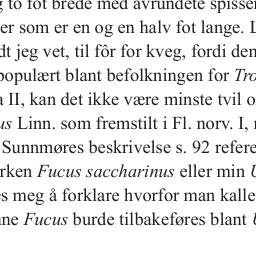 to fot brede med avrundete
er som er en og en halv fot lange.
dt jeg vet, til fôr for kveg, fordi den
populært blant befolkningen for Tro
a II, kan det ikke være minste tvil o
us Linn. som fremstilt i Fl. norv. I,
Sunnmøres beskrivelse s. 92 refere
rken Fucus saccharinus eller min
es meg å forklare hvorfor man kalle
ne Fucus burde tilbakeføres blant